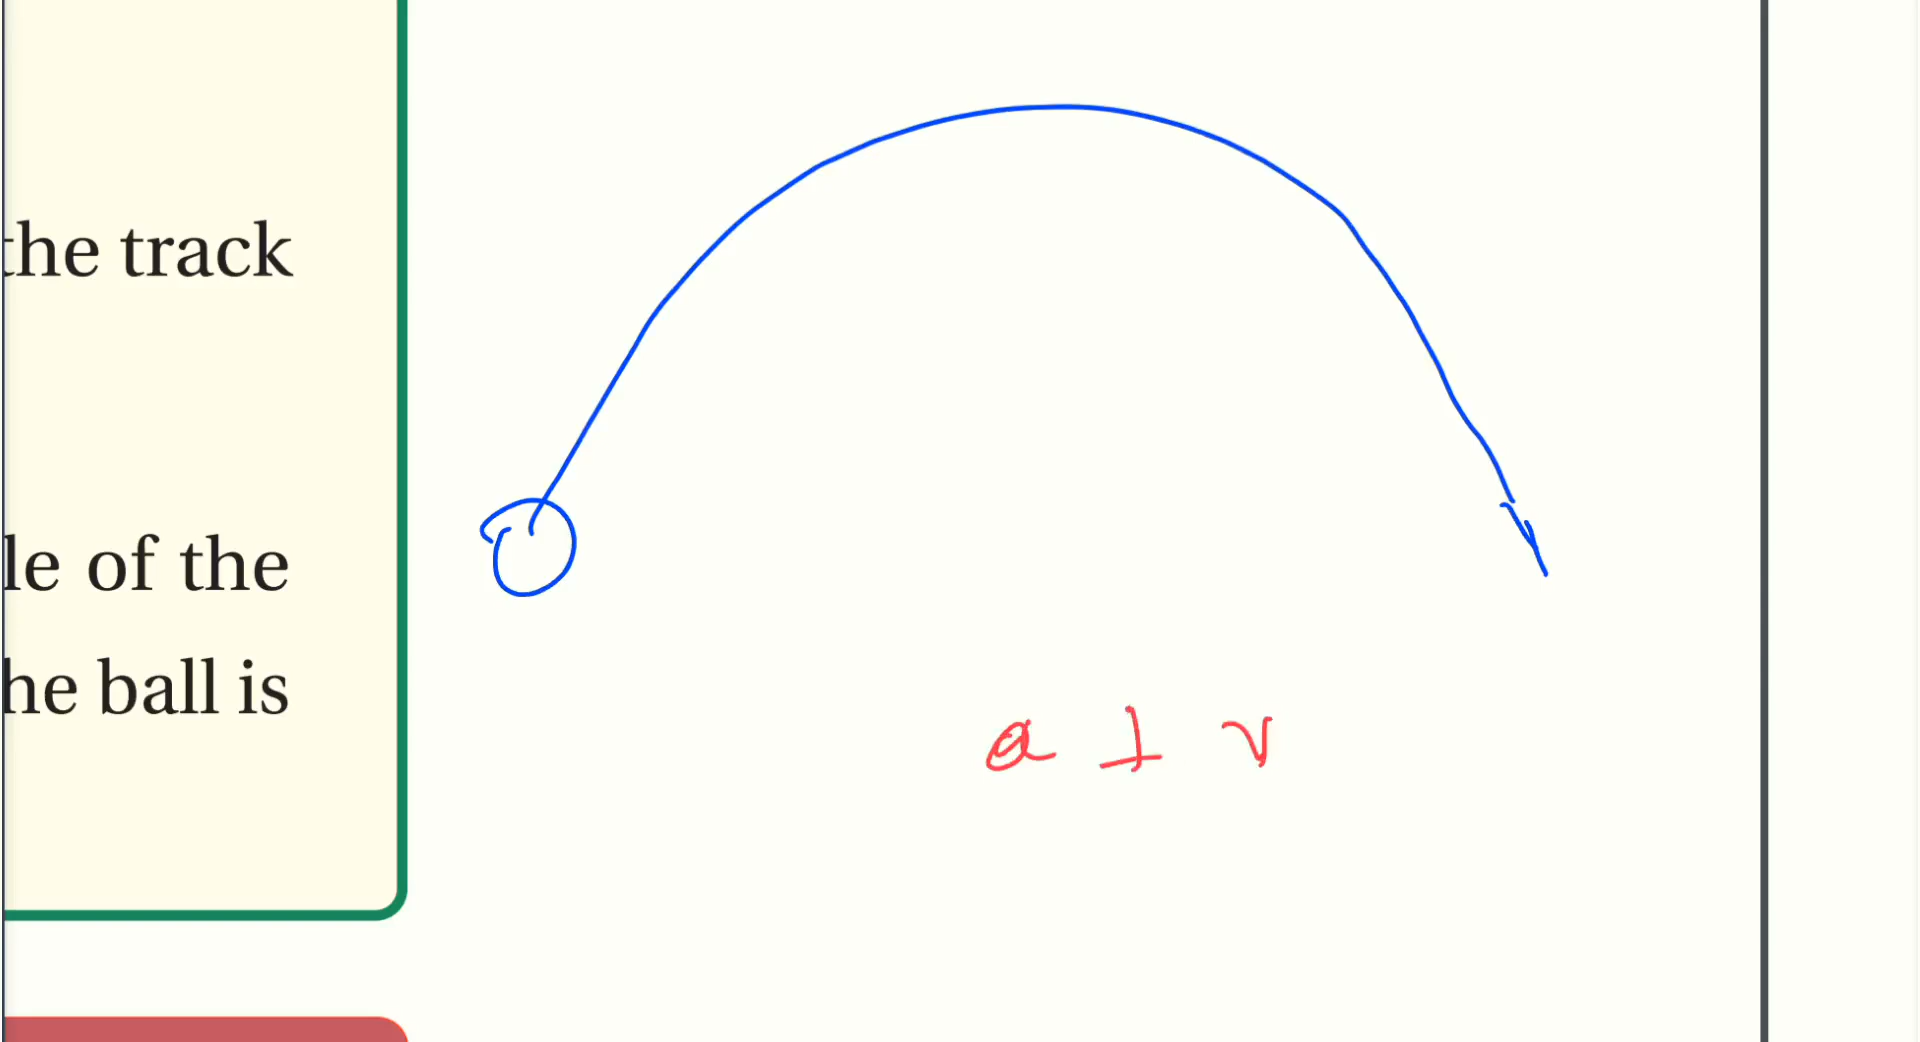 the track
le of the
he ball is
a ⊥ v